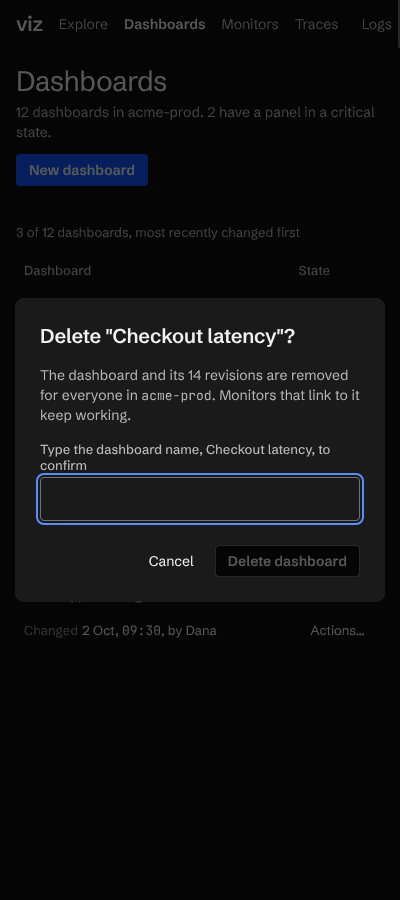 viz Explore Dashboards Monitors Traces Logs
Dashboards
12 dashboards in acme-prod. 2 have a panel in a critical
state.
New dashboard
3 of 12 dashboards, most recently changed first
Dashboard State
Delete "Checkout latency"?
The dashboard and its 14 revisions are removed
for everyone in acme-prod. Monitors that link to it
keep working.
Type the dashboard name, Checkout latency, to
confirm
Cancel Delete dashboard
Changed 2 Oct, 09:30, by Dana Actions...